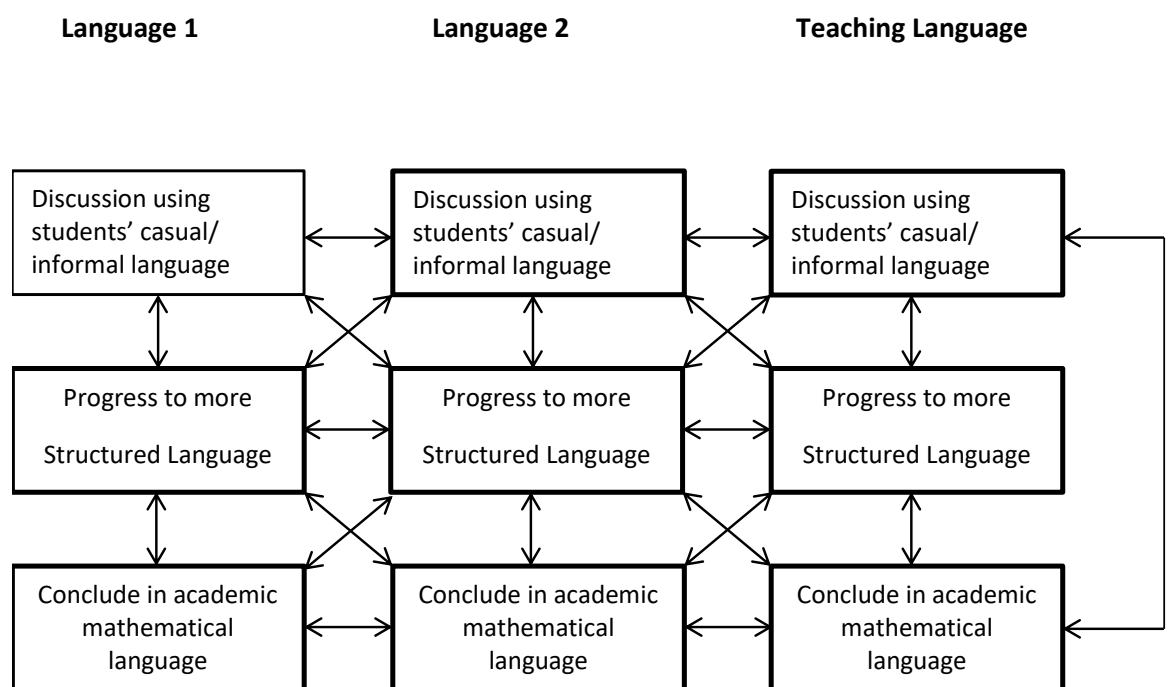 Language 1
Language 2
Teaching Language
Discussion using
students’ casual/
informal language
Discussion using
students’ casual/
informal language
Discussion using
students’ casual/
informal language
Progress to more
Structured Language
Progress to more
Structured Language
Progress to more
Structured Language
Conclude in academic
mathematical
language
Conclude in academic
mathematical
language
Conclude in academic
mathematical
language